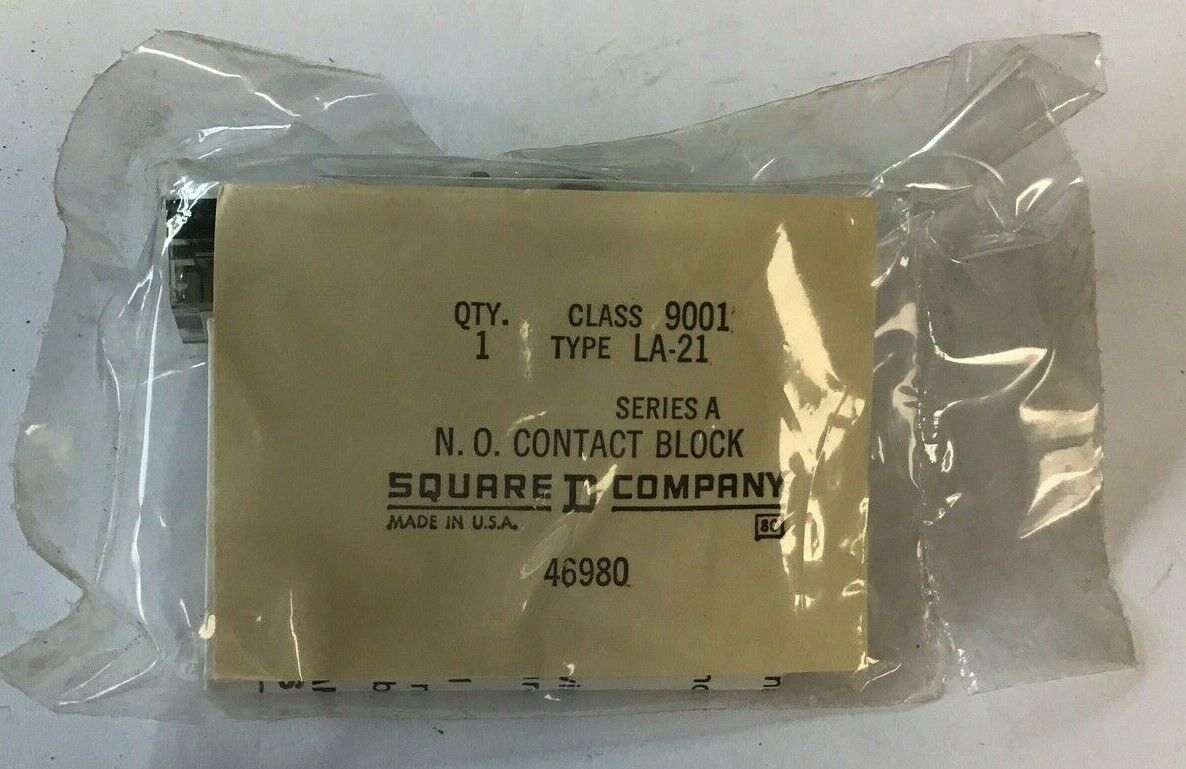 QTY. CLASS 9001
1 TYPE LA-21
SERIES A
N. O. CONTACT BLOCK
SQUARE D COMPANY
MADE IN U.S.A.
46980